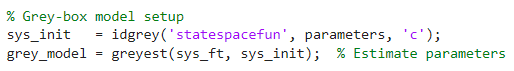 % Grey-box model setup
sys_init   = idgrey('statespacefun', parameters, 'c');
grey_model = greyest(sys_ft, sys_init);  % Estimate parameters